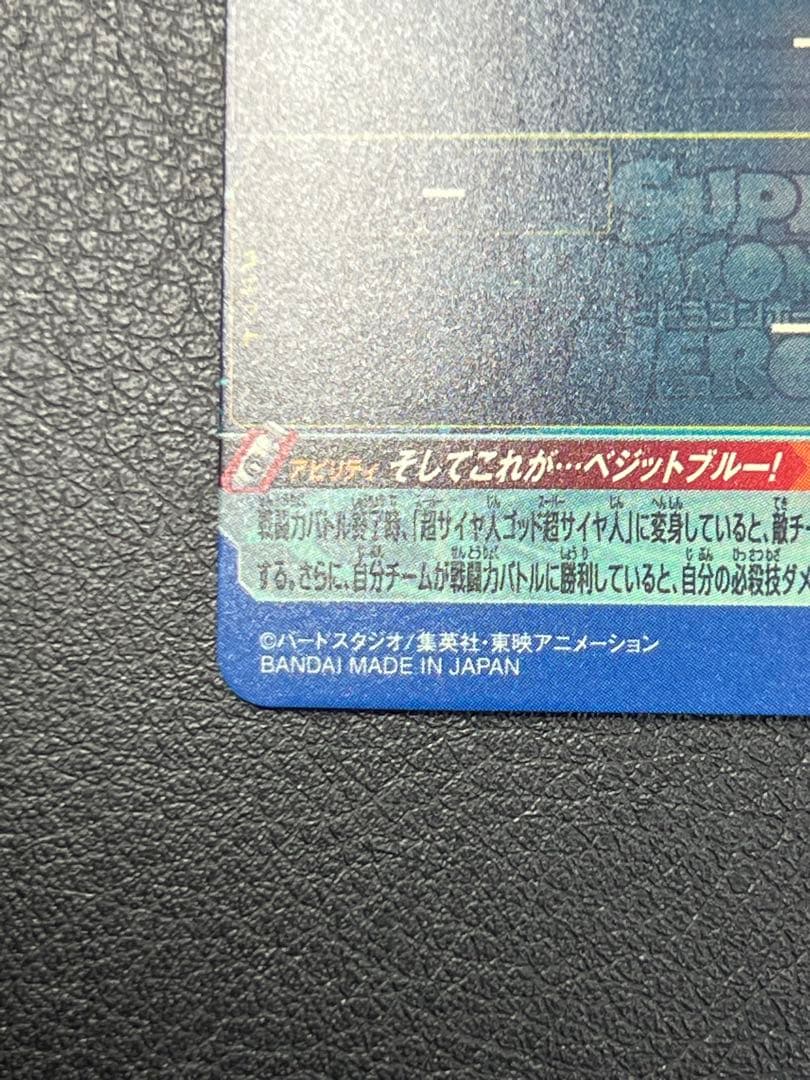 SUPE
HERO
アビリティ そしてこれが…ベジットブルー!
戦闘力バトル終了時、「超サイヤ人ゴッド超サイヤ人」に変身していると、敵チー
する。さらに、自分チームが戦闘力バトルに勝利していると、自分の必殺技ダメ
©バードスタジオ/集英社・東映アニメーション
BANDAI MADE IN JAPAN